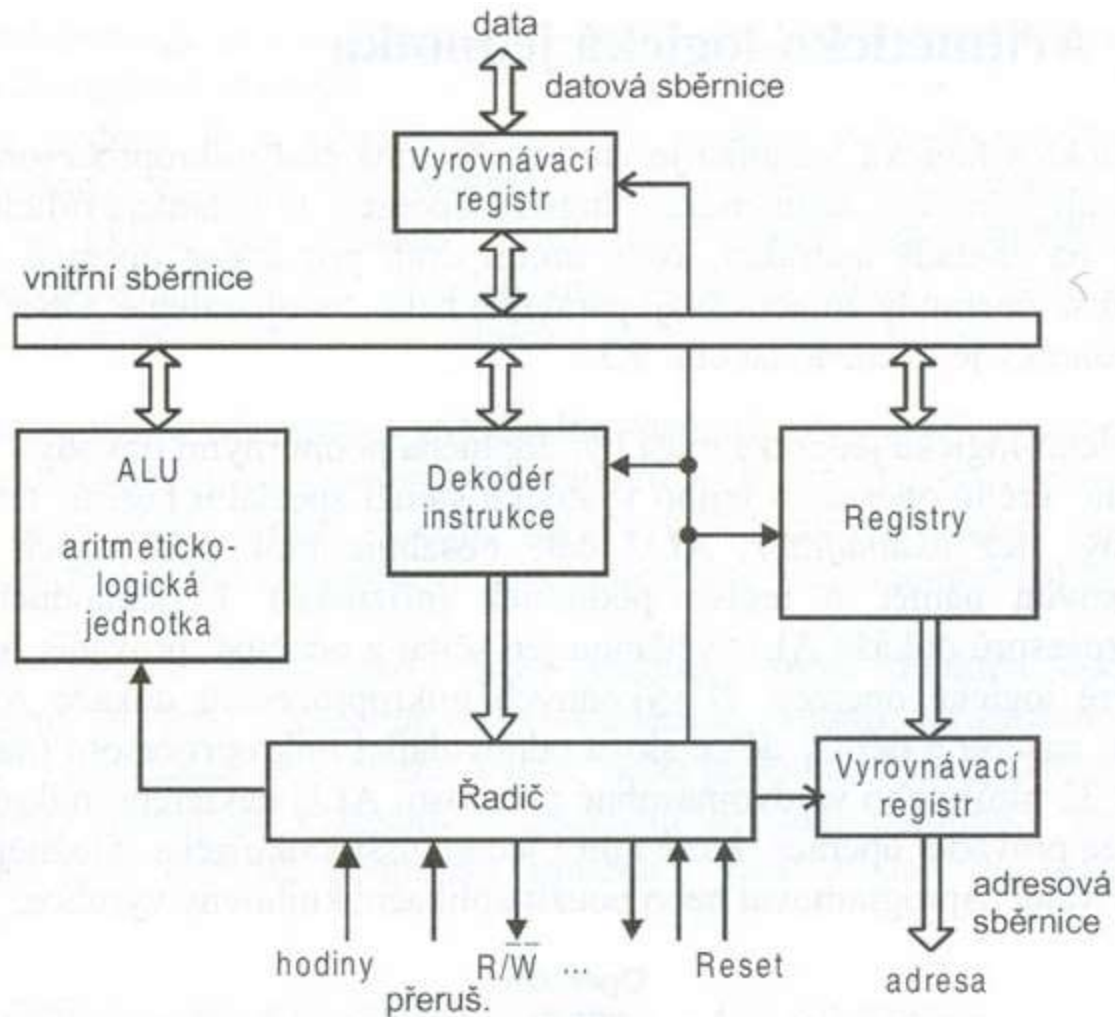 data
datová sběrnice
Vyrovnávací
registr
vnitřní sběrnice
ALU
aritmeticko-
logická
jednotka
Dekodér
instrukce
Registry
Řadič
Vyrovnávací
registr
adresová
sběrnice
hodiny
přeruš.
R/W̅ ...
Reset
adresa